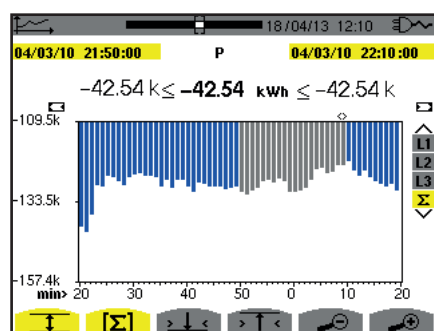 18/04/13 12:10
04/03/10 21:50:00 P 04/03/10 22:10:00
-42.54 k≤ -42.54 kWh ≤ -42.54 k
-109.5k
L1
L2
L3
Σ
-133.5k
-157.4k
min> 20 30 40 50 0 10 20
[Σ]